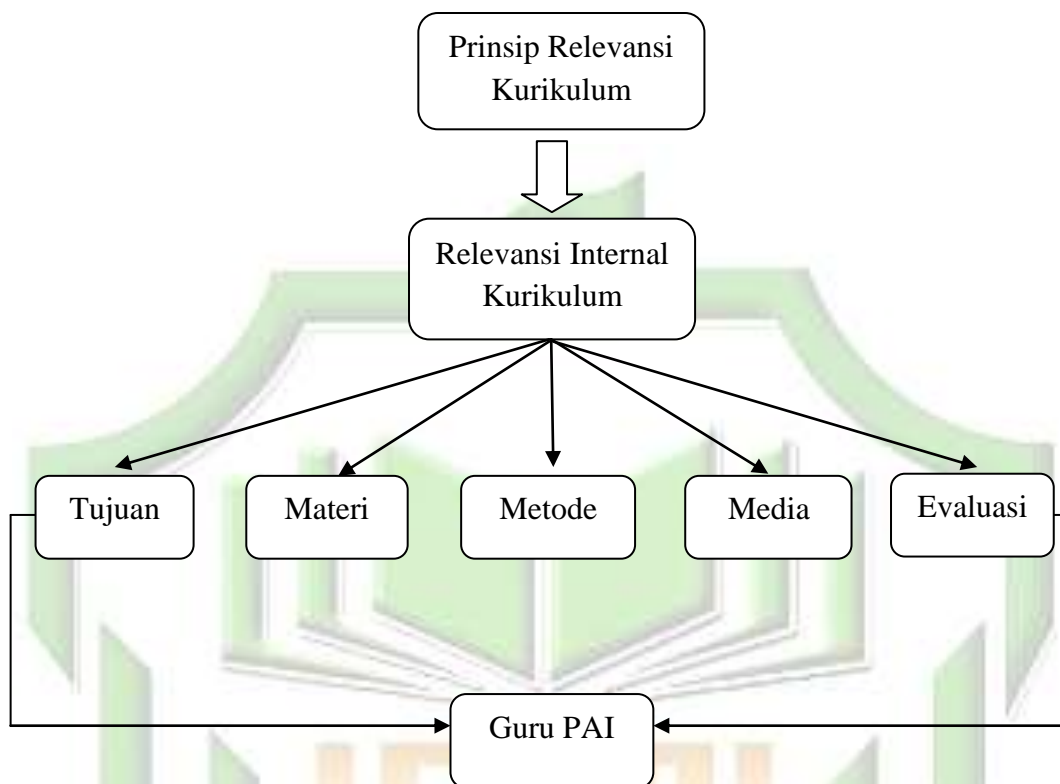 Prinsip Relevansi
Kurikulum
Relevansi Internal
Kurikulum
Tujuan
Materi
Metode
Media
Evaluasi
Guru PAI